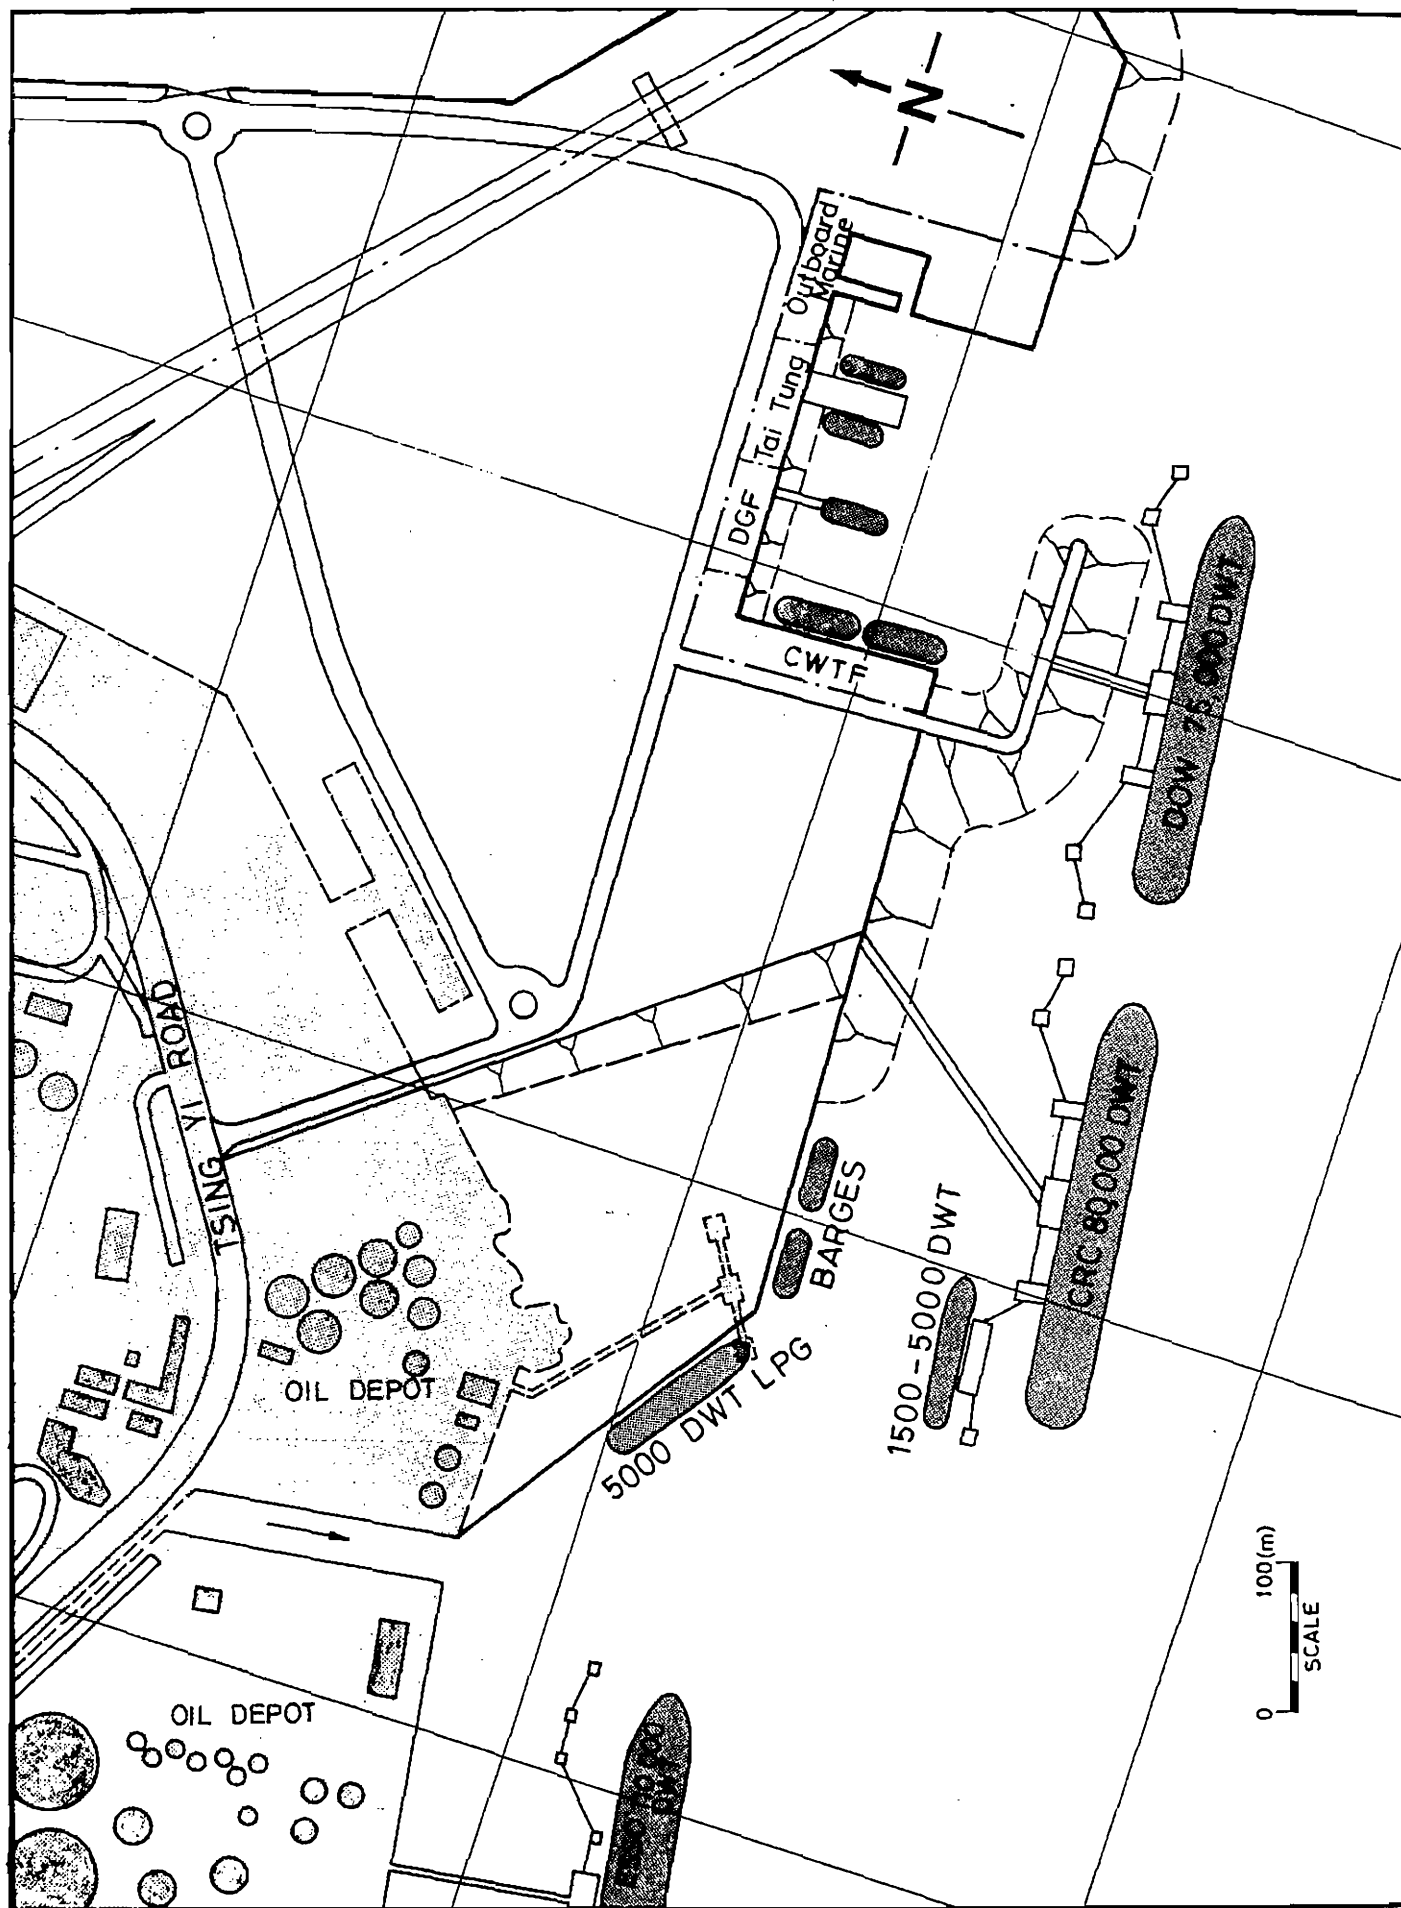 N
Outboard
Marine
Tai Tung
DGF
CWTF
DOW 75,000 DWT
TSING YI ROAD
BARGES
1500-5000 DWT
CRC 80,000 DWT
5000 DWT LPG
OIL DEPOT
OIL DEPOT
DWT
0 100(m)
SCALE